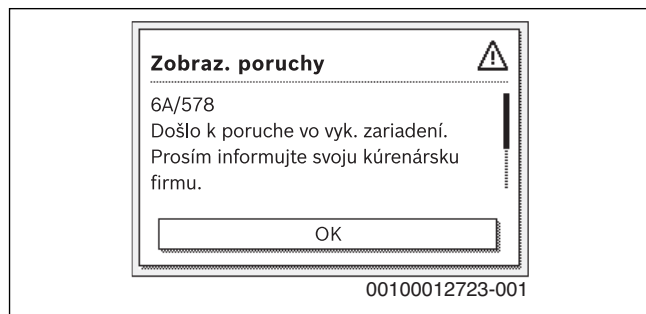 Zobraz. poruchy
6A/578
Došlo k poruche vo vyk. zariadení.
Prosím informujte svoju kúrenársku
firmu.
OK
00100012723-001